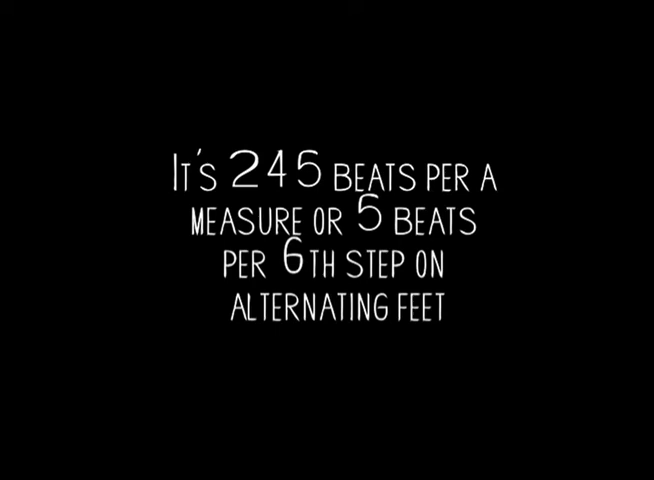 It's 245 beats per a
measure or 5 beats
per 6th step on
alternating feet